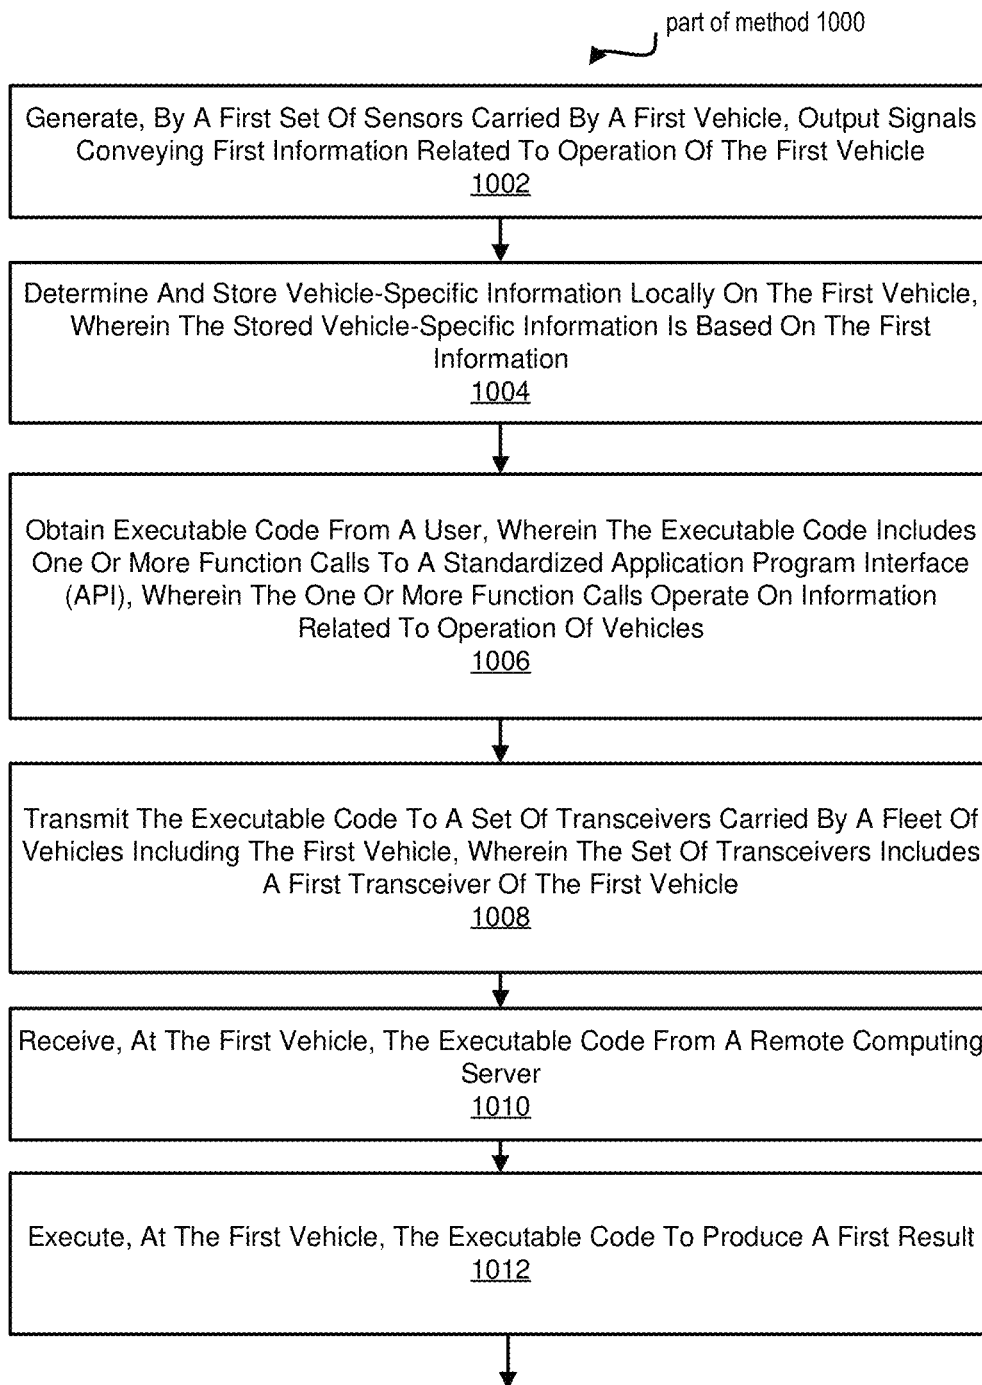 part of method 1000
Generate, By A First Set Of Sensors Carried By A First Vehicle, Output Signals
Conveying First Information Related To Operation Of The First Vehicle
1002
Determine And Store Vehicle-Specific Information Locally On The First Vehicle,
Wherein The Stored Vehicle-Specific Information Is Based On The First
Information
1004
Obtain Executable Code From A User, Wherein The Executable Code Includes
One Or More Function Calls To A Standardized Application Program Interface
(API), Wherein The One Or More Function Calls Operate On Information
Related To Operation Of Vehicles
1006
Transmit The Executable Code To A Set Of Transceivers Carried By A Fleet Of
Vehicles Including The First Vehicle, Wherein The Set Of Transceivers Includes
A First Transceiver Of The First Vehicle
1008
Receive, At The First Vehicle, The Executable Code From A Remote Computing
Server
1010
Execute, At The First Vehicle, The Executable Code To Produce A First Result
1012